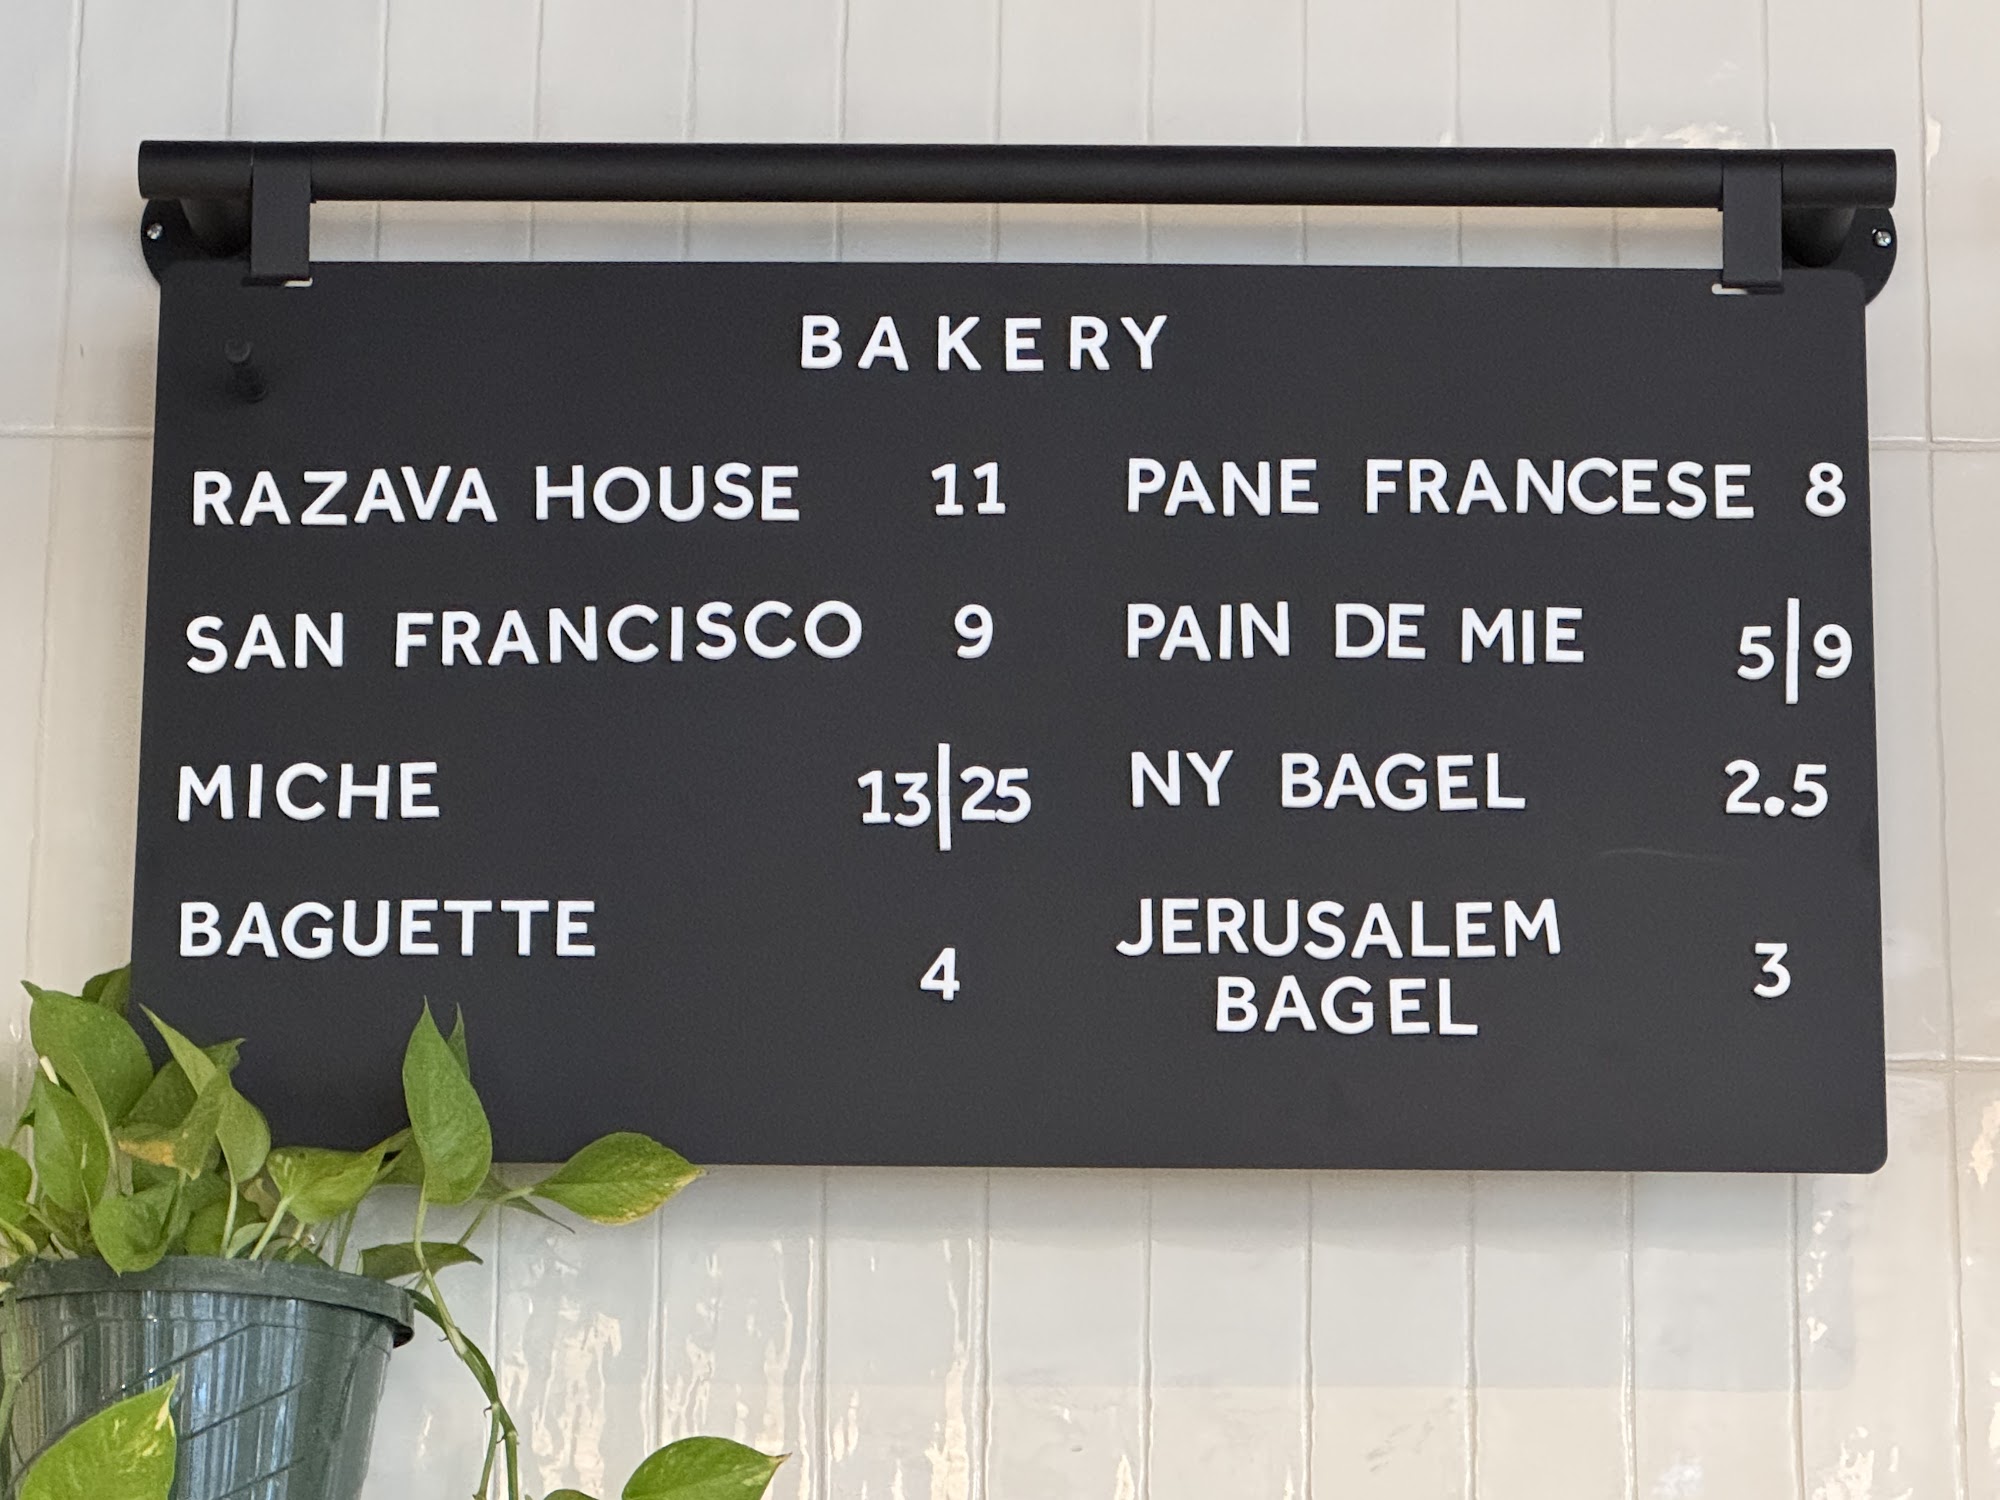 BAKERY
RAZAVA HOUSE 11
SAN FRANCISCO 9
MICHE 13|25
BAGUETTE 4
PANE FRANCESE 8
PAIN DE MIE 5|9
NY BAGEL 2.5
JERUSALEM
BAGEL 3